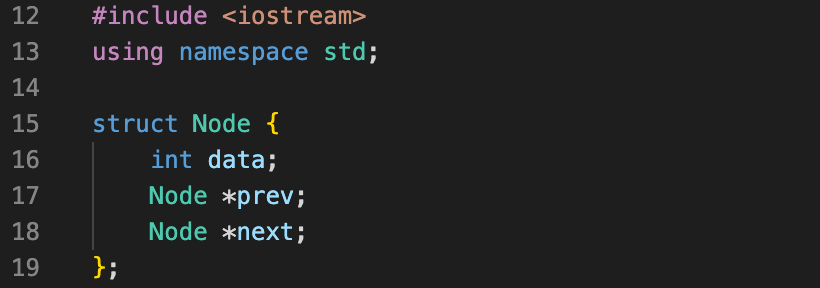 12 #include <iostream>
13 using namespace std;
14
15 struct Node {
16     int data;
17     Node *prev;
18     Node *next;
19 };